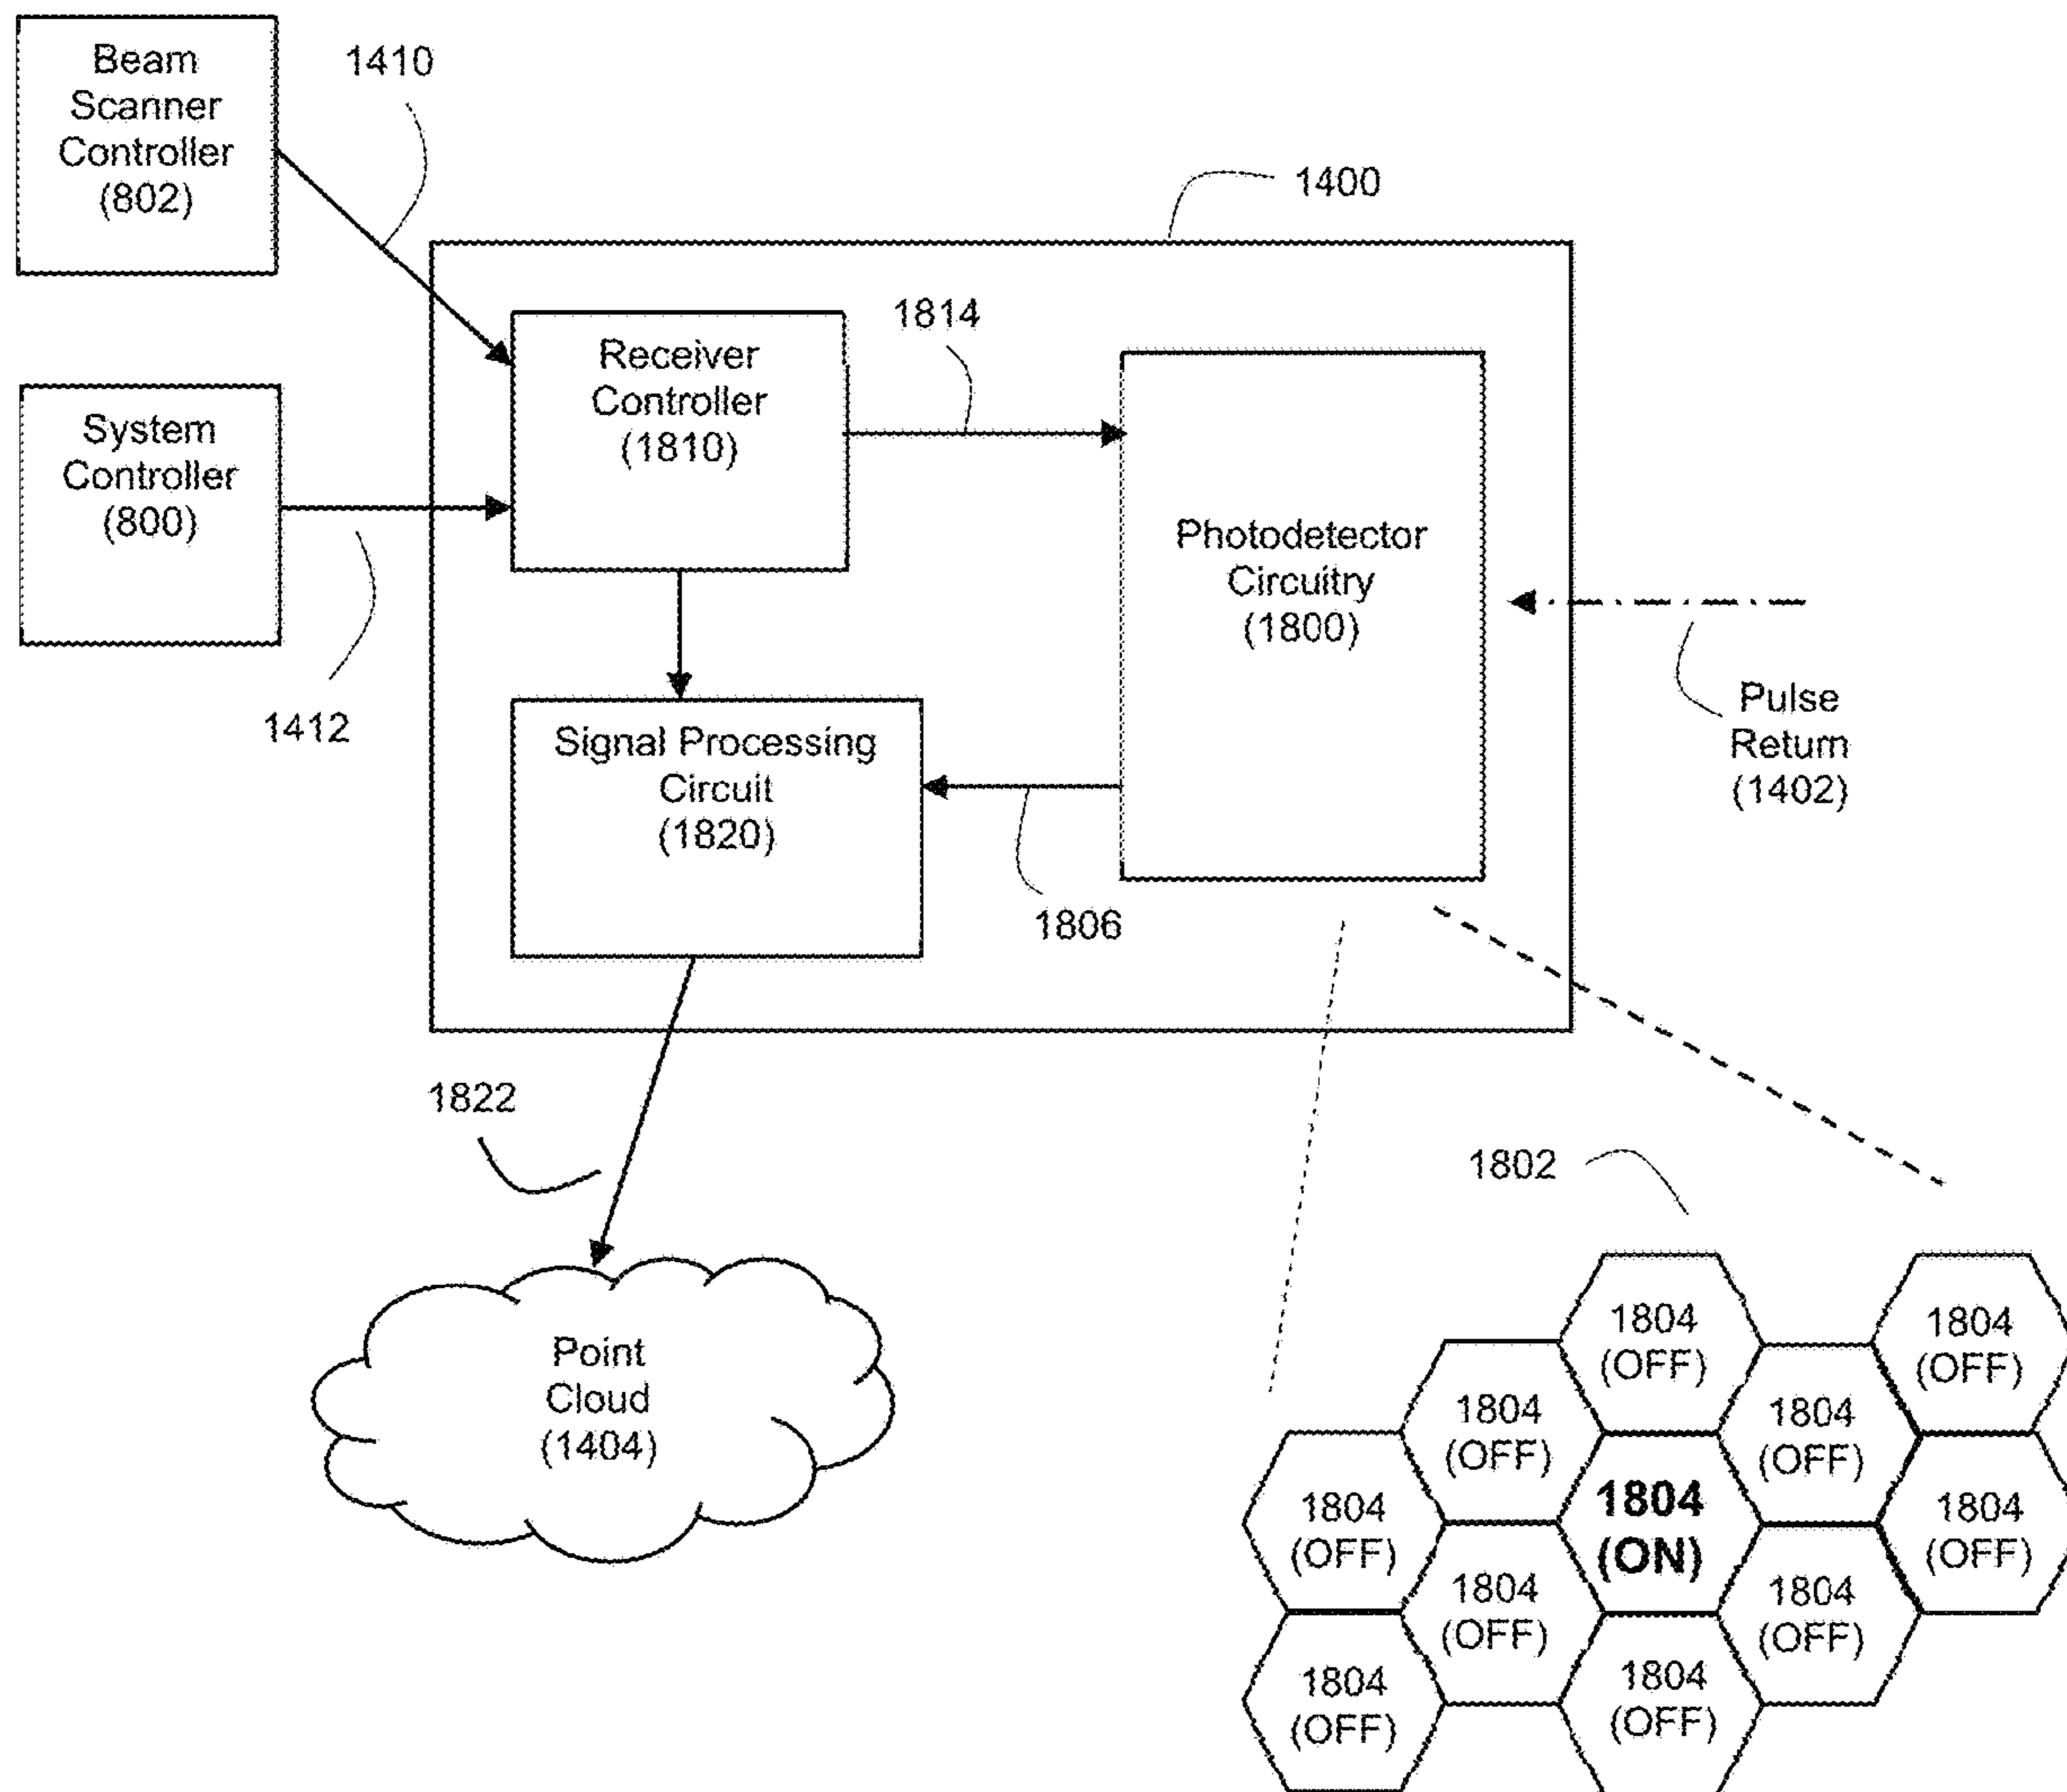 Beam
Scanner
Controller
(802)
1410
1400
System
Controller
(800)
1412
Receiver
Controller
(1810)
1814
Photodetector
Circuitry
(1800)
Pulse
Return
(1402)
Signal Processing
Circuit
(1820)
1806
1822
Point
Cloud
(1404)
1802
1804
(OFF)
1804
(OFF)
1804
(OFF)
1804
(OFF)
1804
(OFF)
1804
(ON)
1804
(OFF)
1804
(OFF)
1804
(OFF)
1804
(OFF)
1804
(OFF)